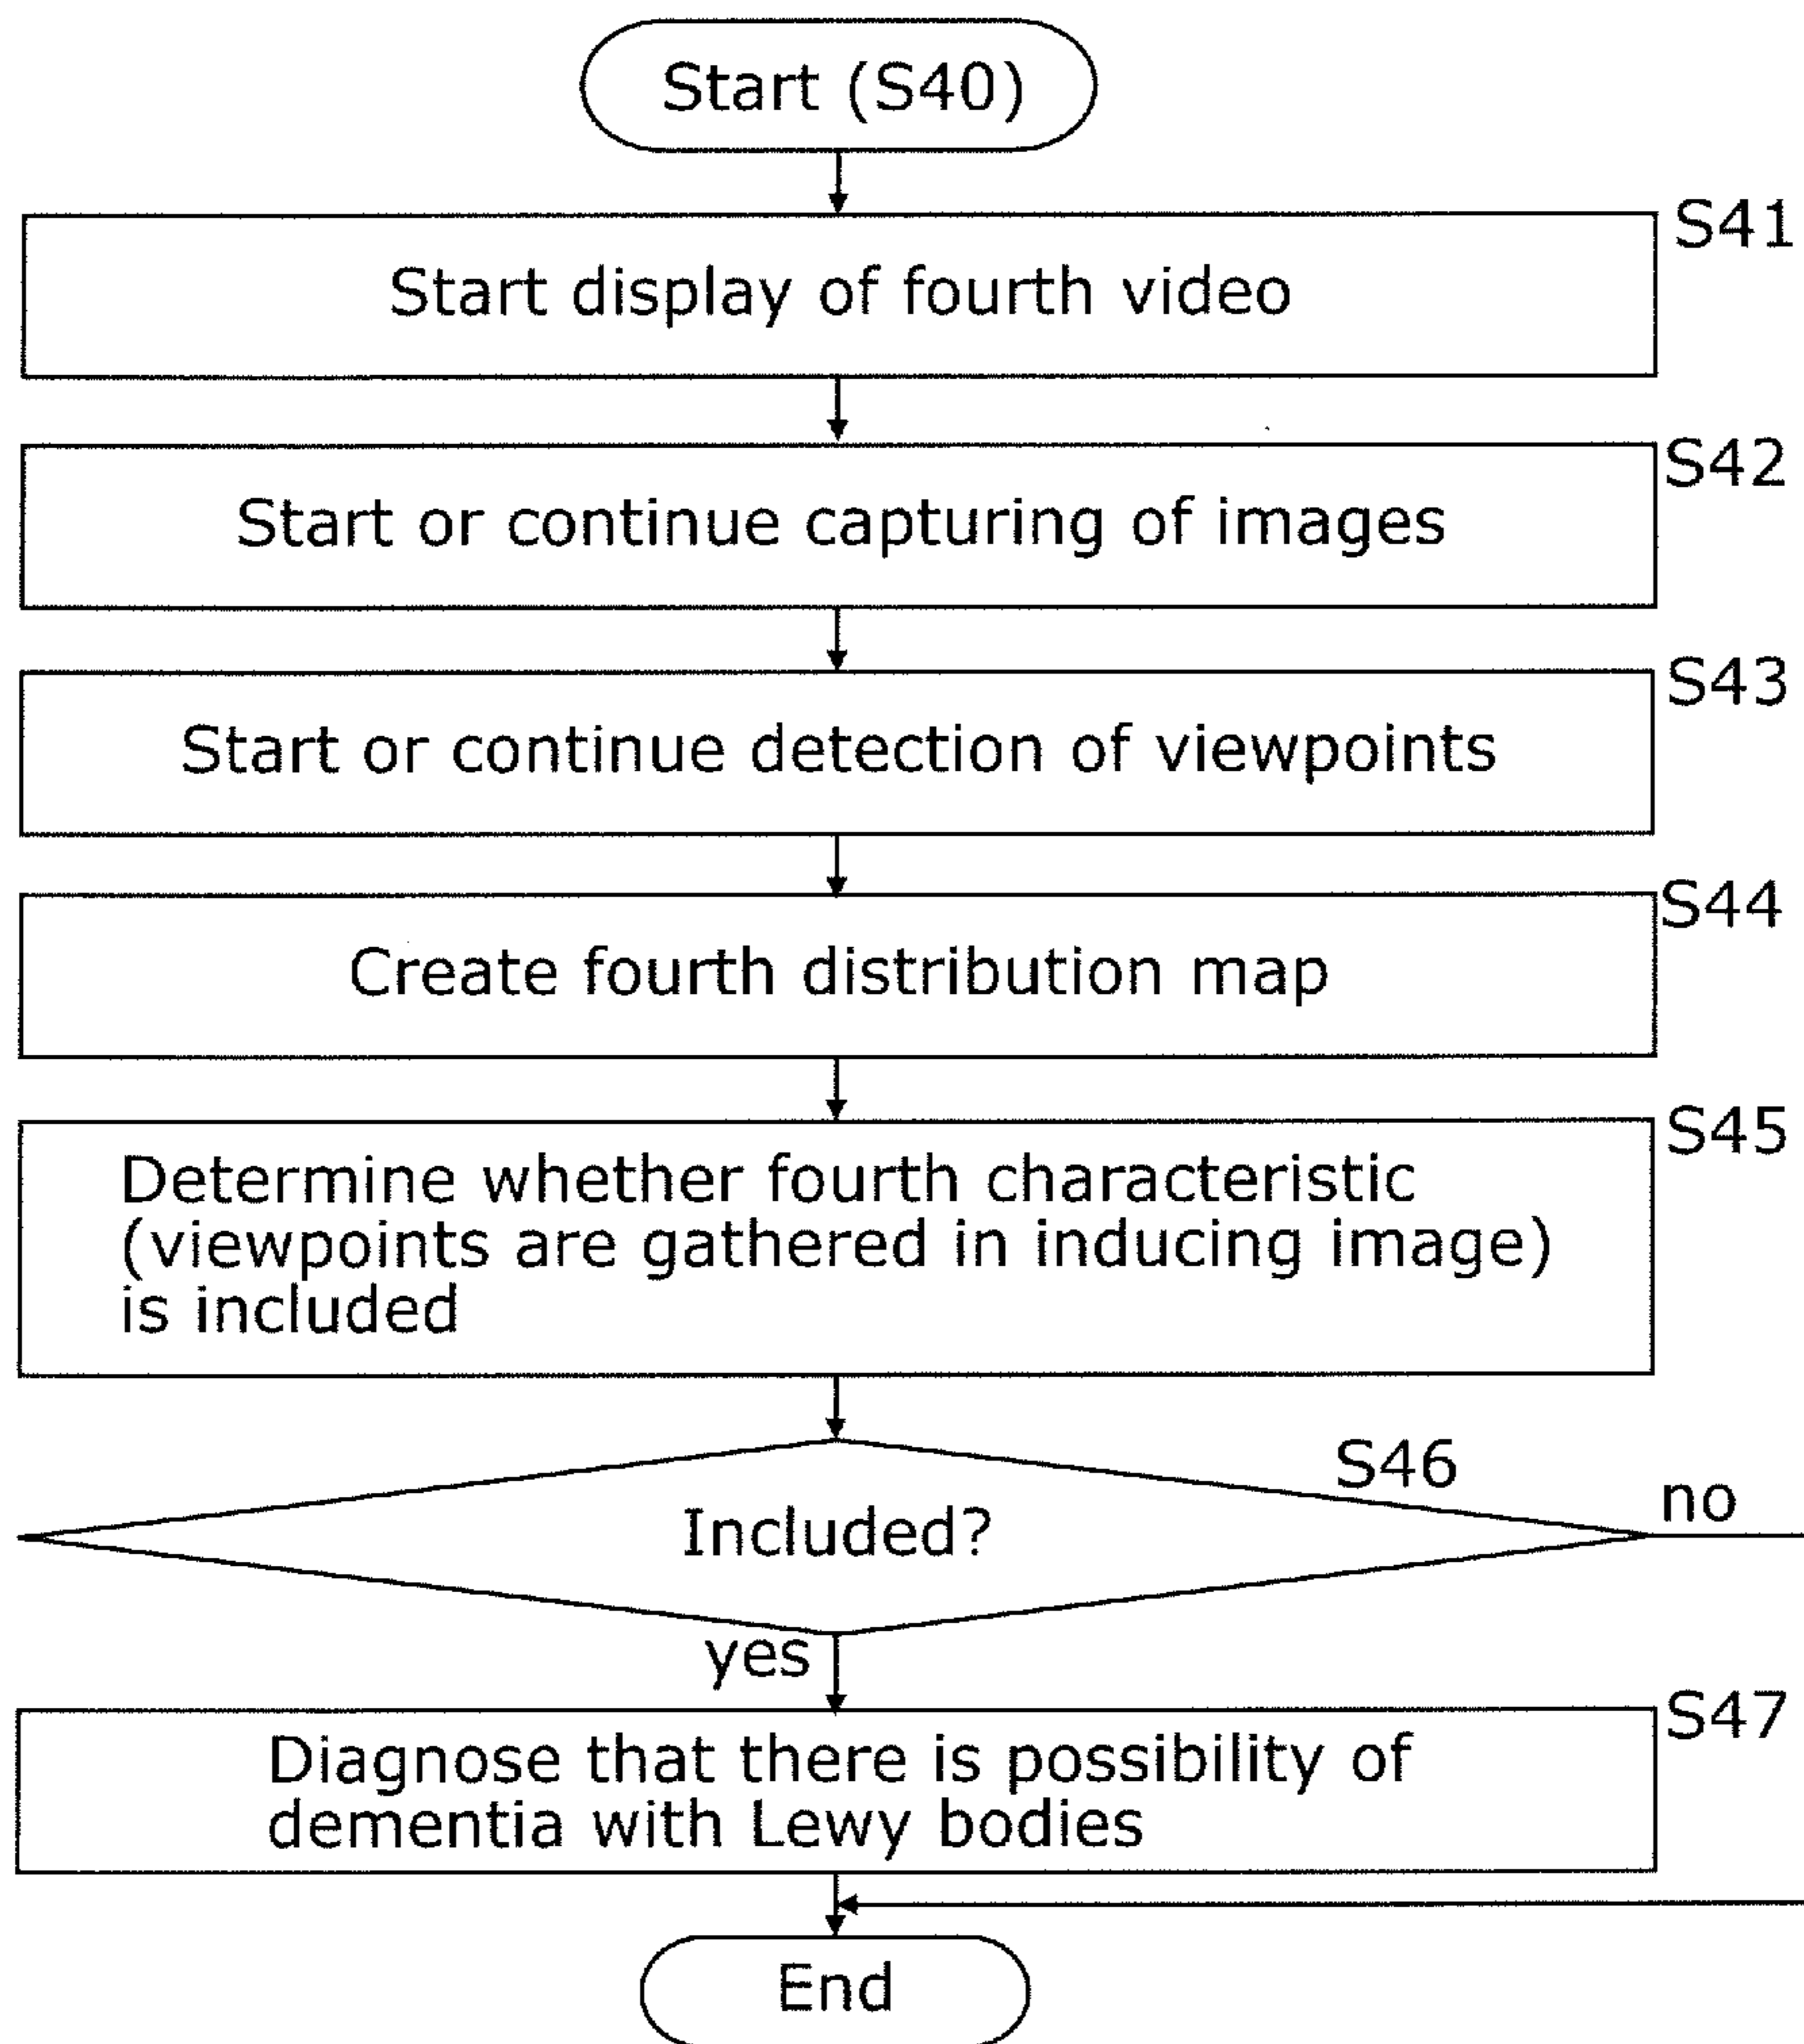 Start (S40)
S41
Start display of fourth video
S42
Start or continue capturing of images
S43
Start or continue detection of viewpoints
S44
Create fourth distribution map
S45
Determine whether fourth characteristic
(viewpoints are gathered in inducing image)
is included
S46
no
Included?
yes
S47
Diagnose that there is possibility of
dementia with Lewy bodies
End